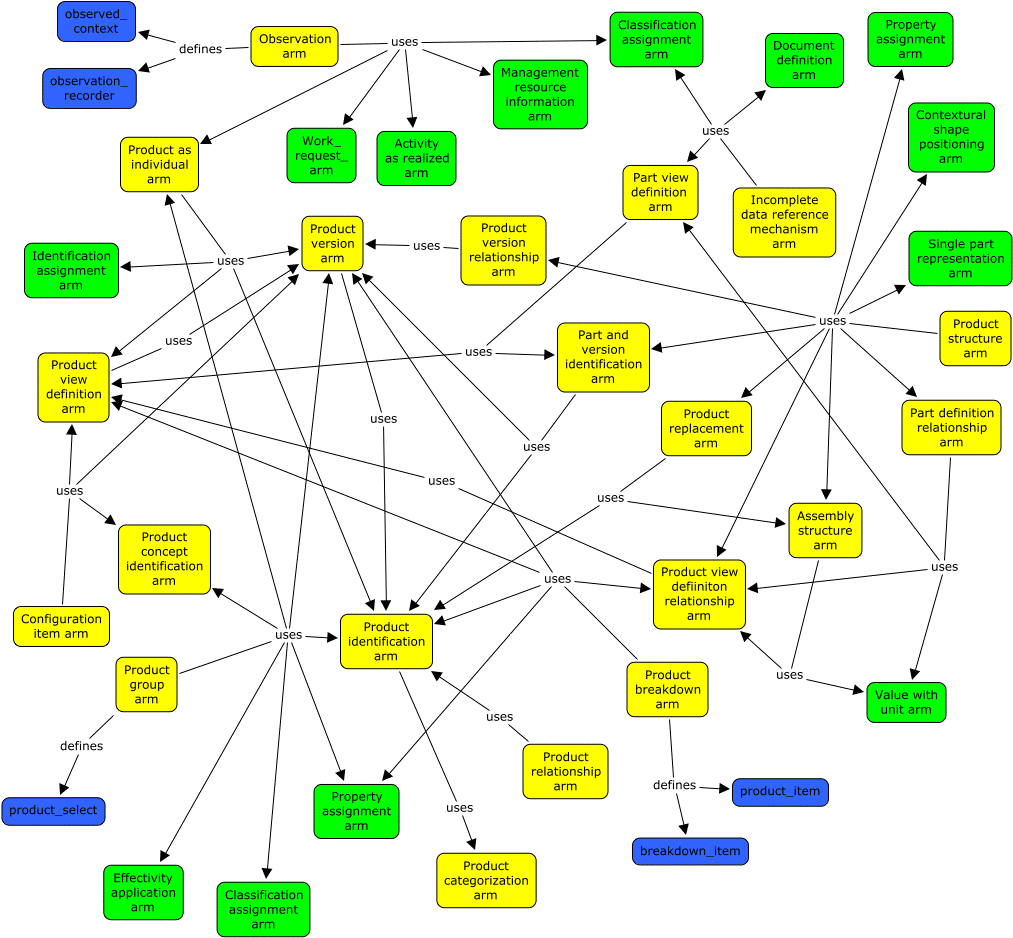 observed_
context
defines
Observation
arm
uses
Classification
assignment
arm
Document
definition
arm
Property
assignment
arm
observation_
recorder
Management
resource
information
arm
Contextural
shape
positioning
arm
Work_
request_
arm
Activity
as realized
arm
uses
Product as
individual
arm
Part view
definition
arm
Incomplete
data reference
mechanism
arm
Product
version
arm
uses
Product
version
relationship
arm
Single part
representation
arm
Identification
assignment
arm
uses
uses
Product
structure
arm
Part and
version
identification
arm
uses
uses
Product
view
definition
arm
Product
replacement
arm
Part definition
relationship
arm
uses
uses
uses
uses
uses
Product
concept
identification
arm
Assembly
structure
arm
uses
uses
Product view
defiiniton
relationship
arm
Configuration
item arm
uses
Product
identification
arm
Product
group
arm
Product
breakdown
arm
uses
Value with
unit arm
uses
defines
Product
relationship
arm
defines
product_item
product_select
Property
assignment
arm
uses
breakdown_item
Effectivity
application
arm
Classification
assignment
arm
Product
categorization
arm